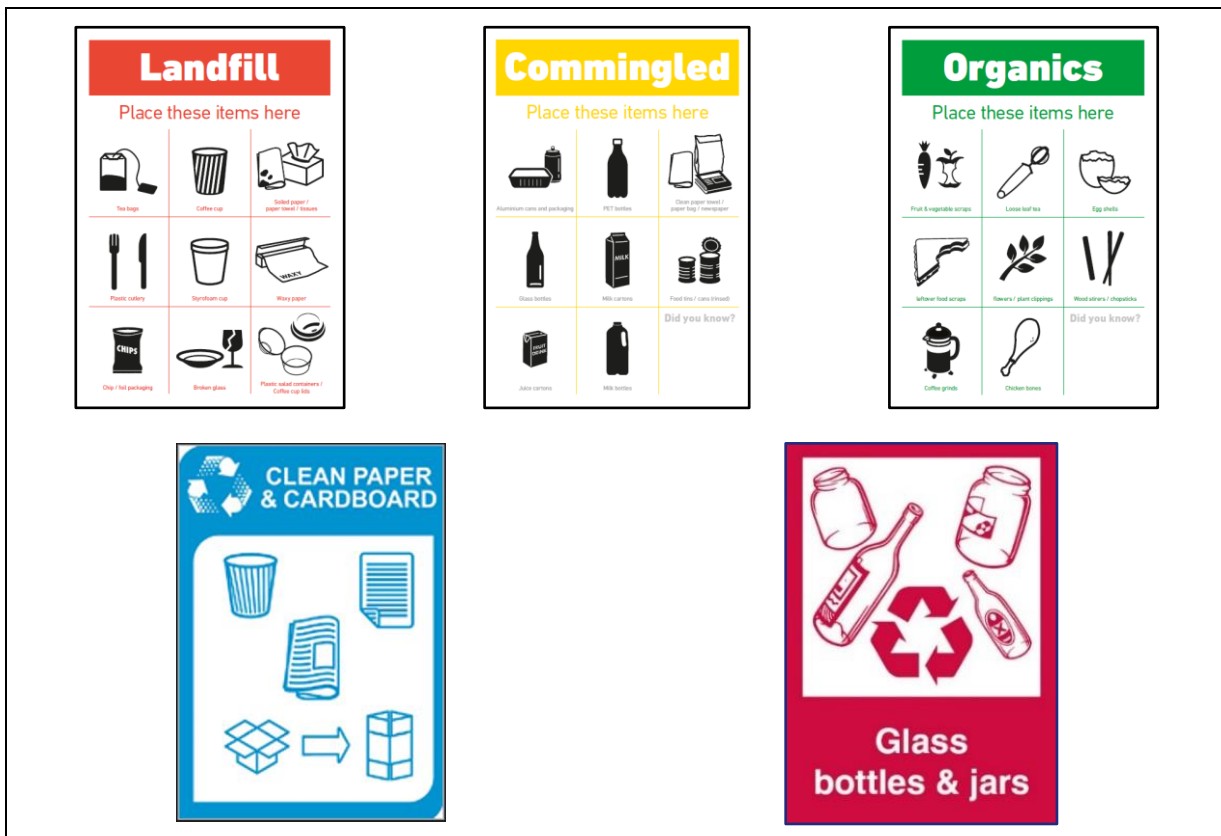 Landfill
Place these items here
Tea bags
Coffee cup
Soiled paper /
paper towel / tissues
Plastic cutlery
Styrofoam cup
WAXY
Waxy paper
CHIPS
Chip / foil packaging
Broken glass
Plastic salad containers /
Coffee cup lids
Commingled
Place these items here
Aluminium cans and packaging
PET bottles
Clean paper towel /
paper bag / newspaper
Glass bottles
MILK
Milk cartons
Food tins / cans (rinsed)
FRUIT
DRINK
Juice cartons
Milk bottles
Did you know?
Organics
Place these items here
Fruit & vegetable scraps
Loose leaf tea
Egg shells
leftover food scraps
flowers / plant clippings
Wood stirers / chopsticks
Coffee grinds
Chicken bones
Did you know?
CLEAN PAPER
& CARDBOARD
Glass
bottles & jars